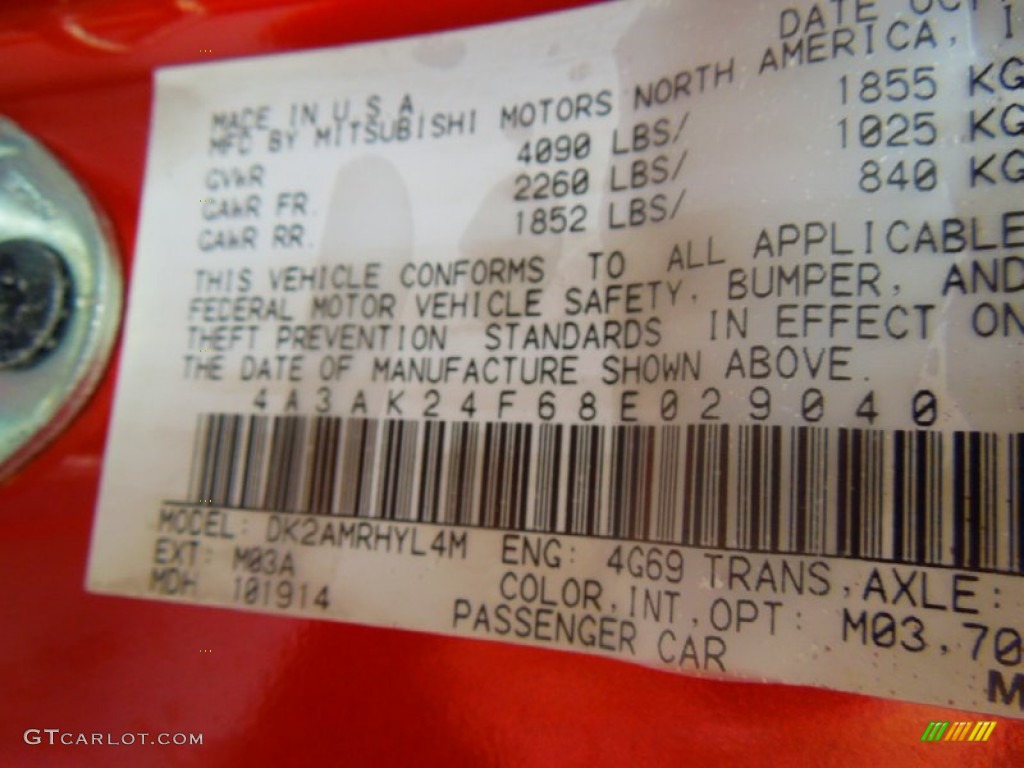 DATE OCT
MADE IN U.S.A.
MFD BY MITSUBISHI MOTORS NORTH AMERICA, I
GVWR 4090 LBS/ 1855 KG
GAWR FR. 2260 LBS/ 1025 KG
GAWR RR. 1852 LBS/ 840 KG
THIS VEHICLE CONFORMS TO ALL APPLICABLE
FEDERAL MOTOR VEHICLE SAFETY, BUMPER, AND
THEFT PREVENTION STANDARDS IN EFFECT ON
THE DATE OF MANUFACTURE SHOWN ABOVE.
4A3AK24F68E029040
MODEL: DK2AMRHYL4M ENG: 4G69 TRANS,AXLE:
EXT: M03A COLOR,INT,OPT: M03,70
MDH 101914 PASSENGER CAR
M
GTCARLOT.COM